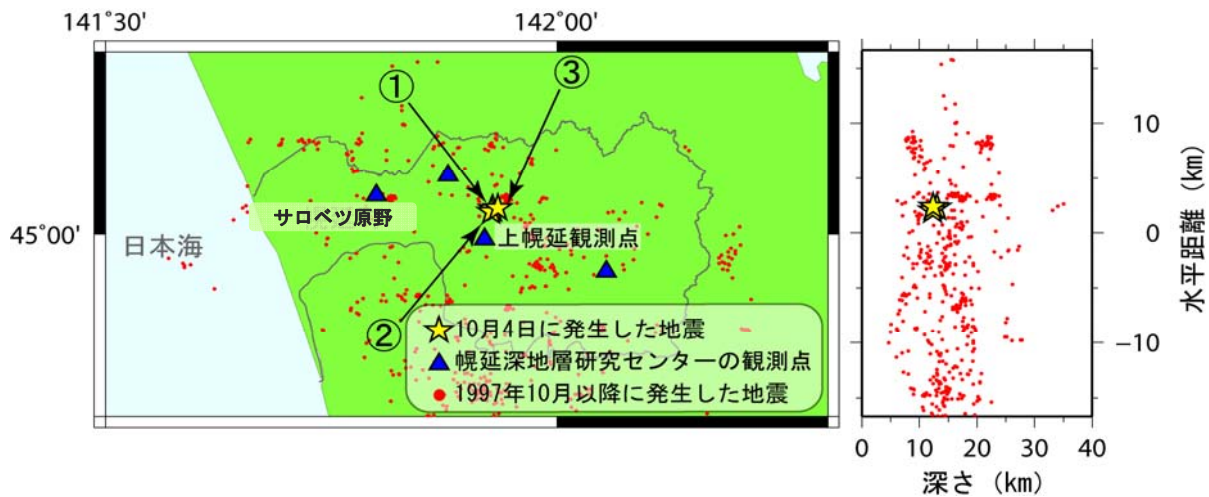 141°30' 142°00'
① ③
サロベツ原野
45°00'
日本海
上幌延観測点
②
10月4日に発生した地震
幌延深地層研究センターの観測点
1997年10月以降に発生した地震
10
0
−10
水平距離 (km)
0 10 20 30 40
深さ (km)